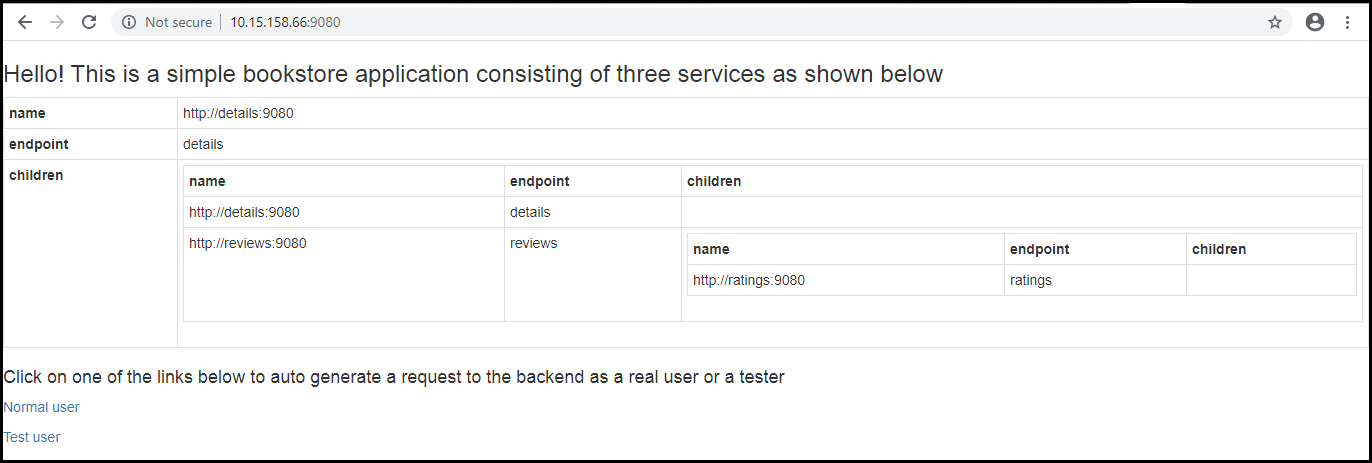 Not secure 10.15.158.66:9080
Hello! This is a simple bookstore application consisting of three services as shown below
name http://details:9080
endpoint details
children
name endpoint children
http://details:9080 details
http://reviews:9080 reviews
name endpoint children
http://ratings:9080 ratings
Click on one of the links below to auto generate a request to the backend as a real user or a tester
Normal user
Test user